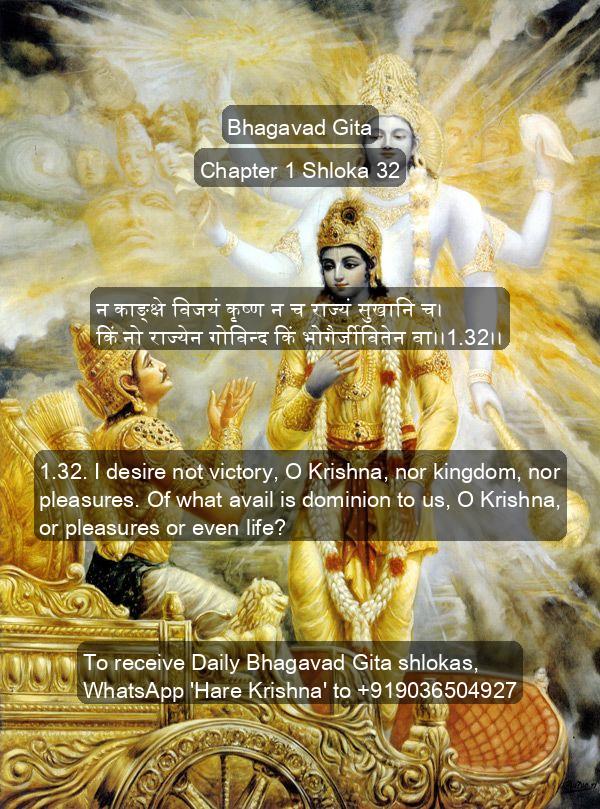 Bhagavad Gita
Chapter 1 Shloka 32
न काङ्क्षे विजयं कृष्ण न च राज्यं सुखानि च।
किं नो राज्येन गोविन्द किं भोगैर्जीवितेन वा।।1.32।।
1.32. I desire not victory, O Krishna, nor kingdom, nor
pleasures. Of what avail is dominion to us, O Krishna,
or pleasures or even life?
To receive Daily Bhagavad Gita shlokas,
WhatsApp 'Hare Krishna' to +919036504927